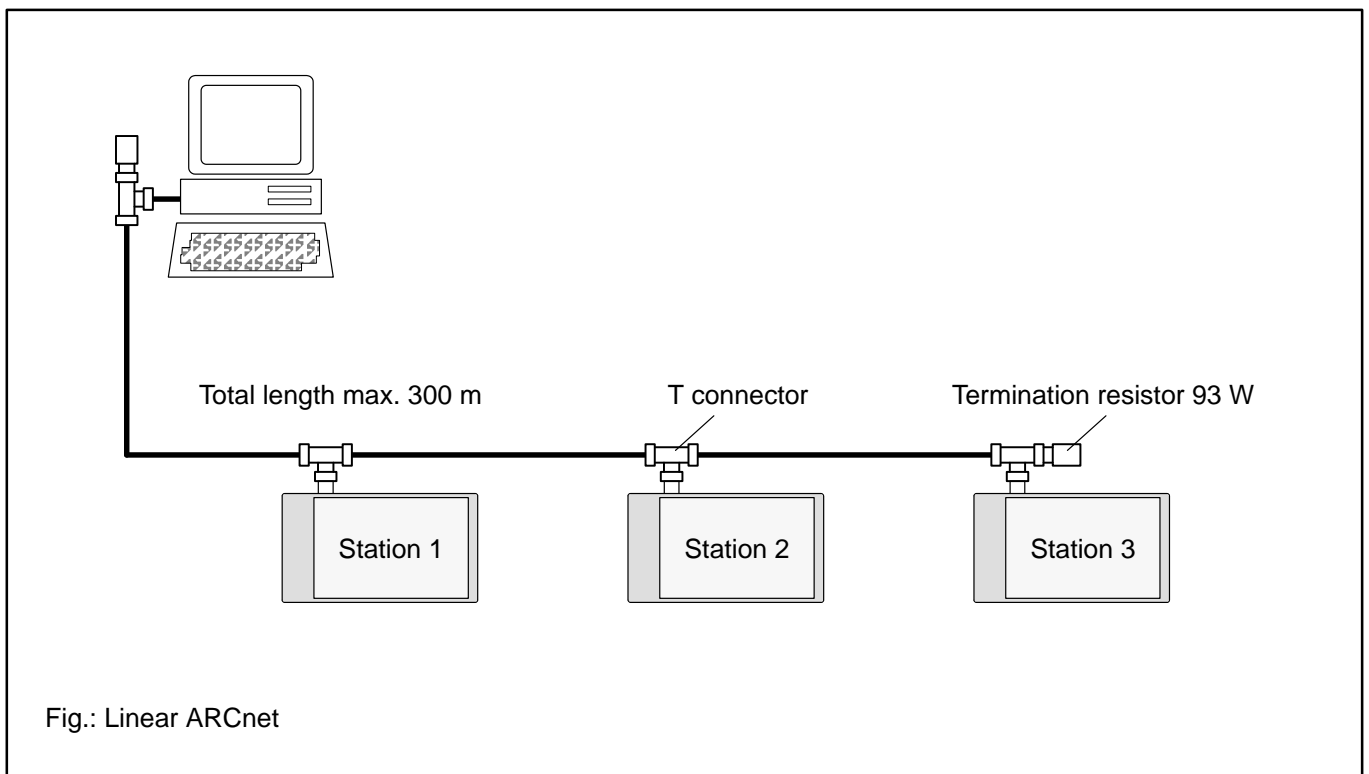 Total length max. 300 m
T connector
Termination resistor 93 W
Station 1
Station 2
Station 3
Fig.: Linear ARCnet